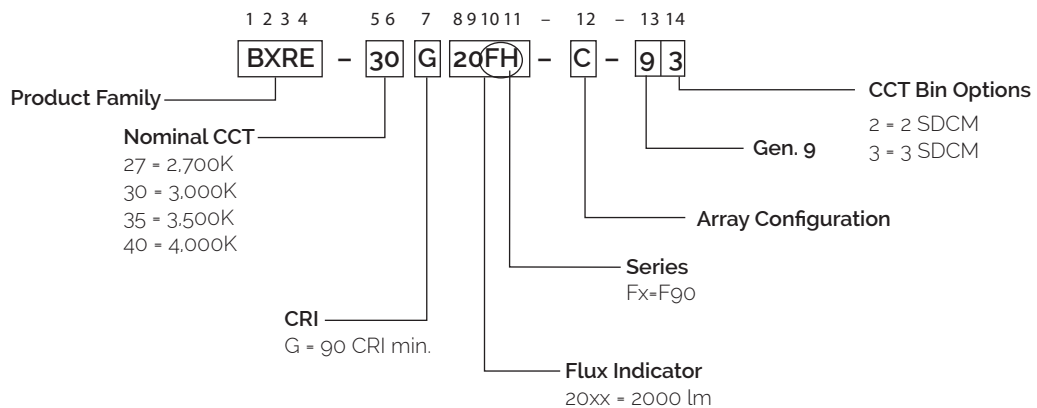 1 2 3 4 5 6 7 8 9 10 11 – 12 – 13 14
BXRE – 30 G 20FH – C – 9 3
Product Family
CCT Bin Options
2 = 2 SDCM
3 = 3 SDCM
Nominal CCT
27 = 2,700K
30 = 3,000K
35 = 3,500K
40 = 4,000K
Gen. 9
Array Configuration
Series
Fx=F90
CRI
G = 90 CRI min.
Flux Indicator
20xx = 2000 lm